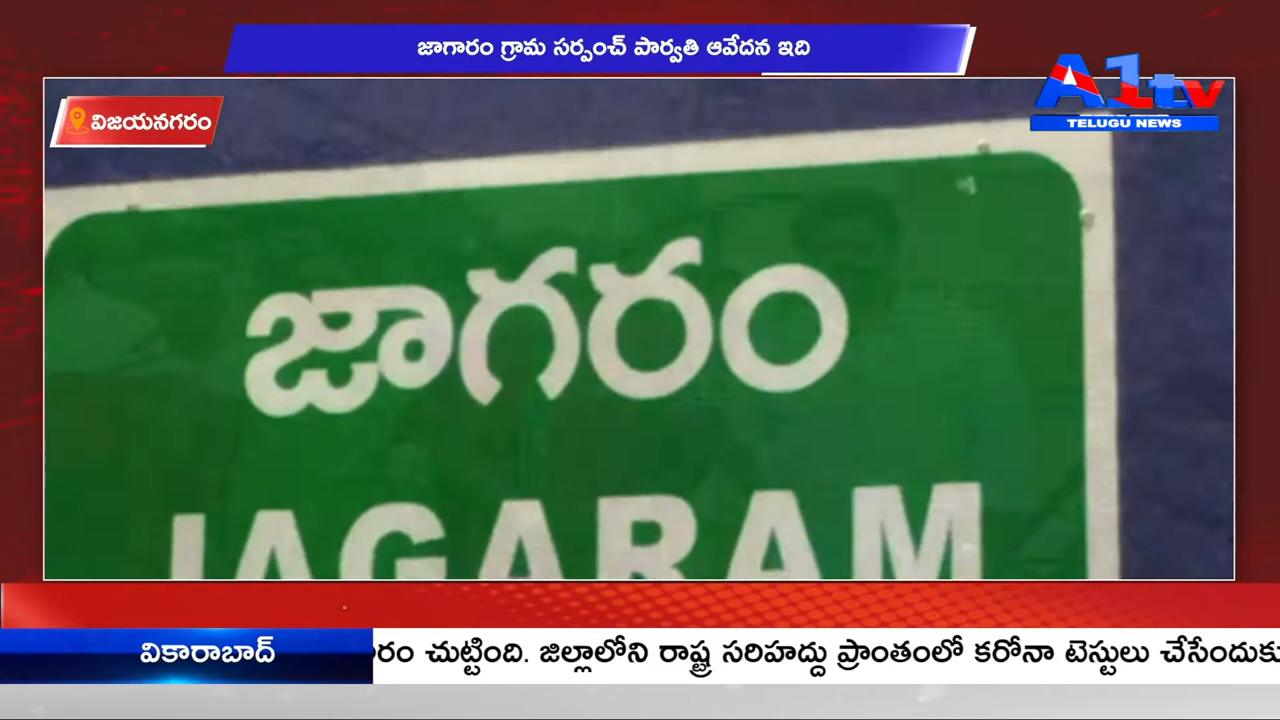 జాగారం గ్రామ సర్పంచ్ పార్వతి ఆవేదన ఇది
విజయనగరం
A1tv
TELUGU NEWS
జాగరం
JAGARAM
వికారాబాద్
చుట్టింది. జిల్లాలోని రాష్ట్ర సరిహద్దు ప్రాంతంలో కరోనా టెస్టులు చేసేందుకు